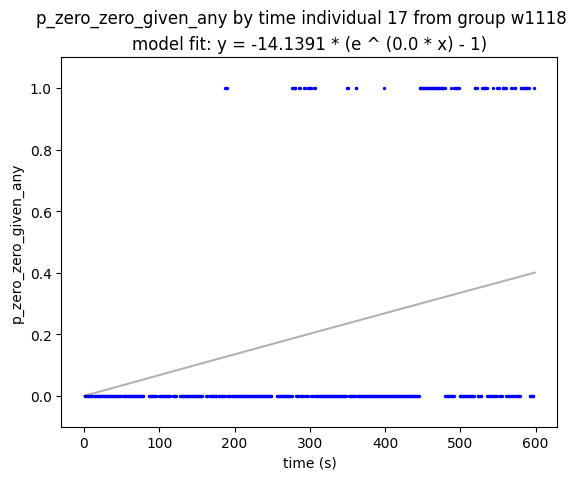 p_zero_zero_given_any by time individual 17 from group w1118
model fit: y = -14.1391 * (e ^ (0.0 * x) - 1)
1.0
0.8
0.6
0.4
0.2
0.0
p_zero_zero_given_any
0 100 200 300 400 500 600
time (s)